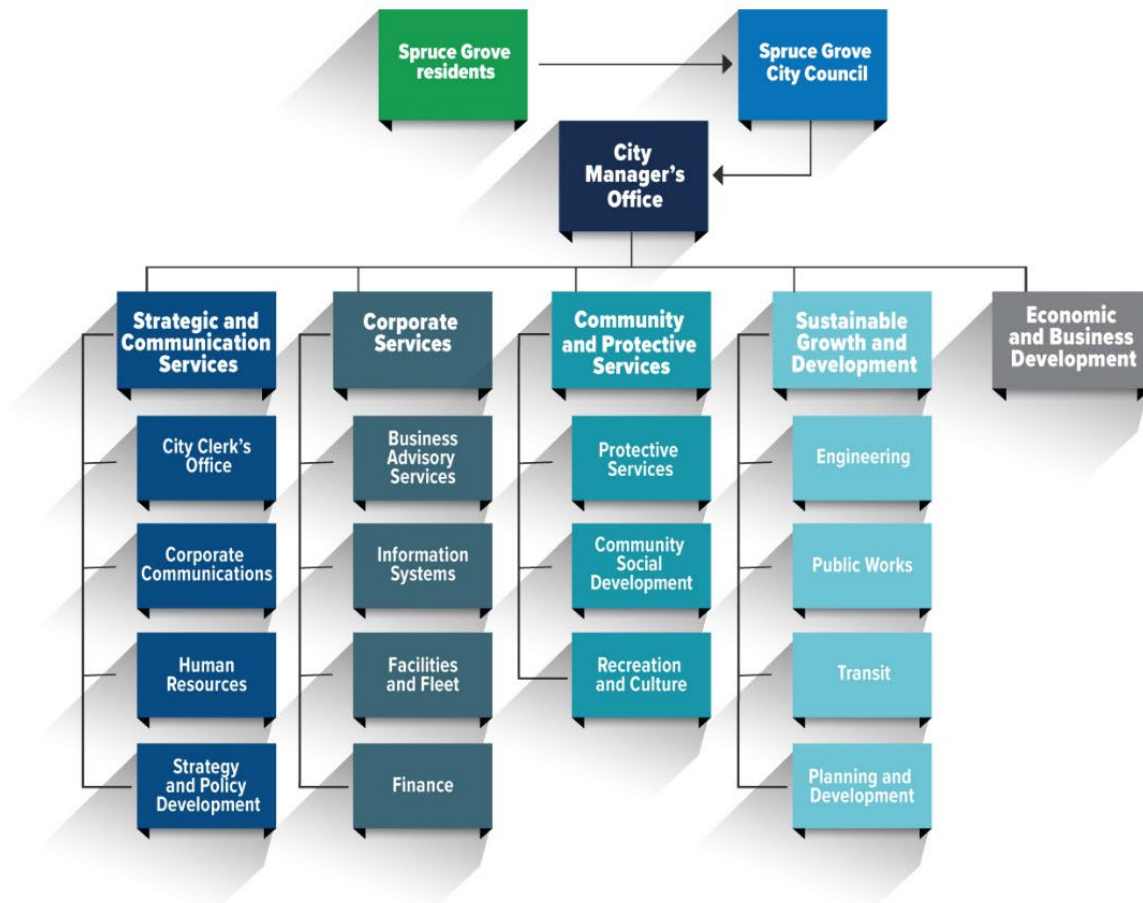 Spruce Grove
residents
Spruce Grove
City Council
City
Manager's
Office
Strategic and
Communication
Services
Corporate
Services
Community
and Protective
Services
Sustainable
Growth and
Development
Economic
and Business
Development
City Clerk's
Office
Business
Advisory
Services
Protective
Services
Engineering
Corporate
Communications
Information
Systems
Community
Social
Development
Public Works
Human
Resources
Facilities
and Fleet
Recreation
and Culture
Transit
Strategy
and Policy
Development
Finance
Planning and
Development